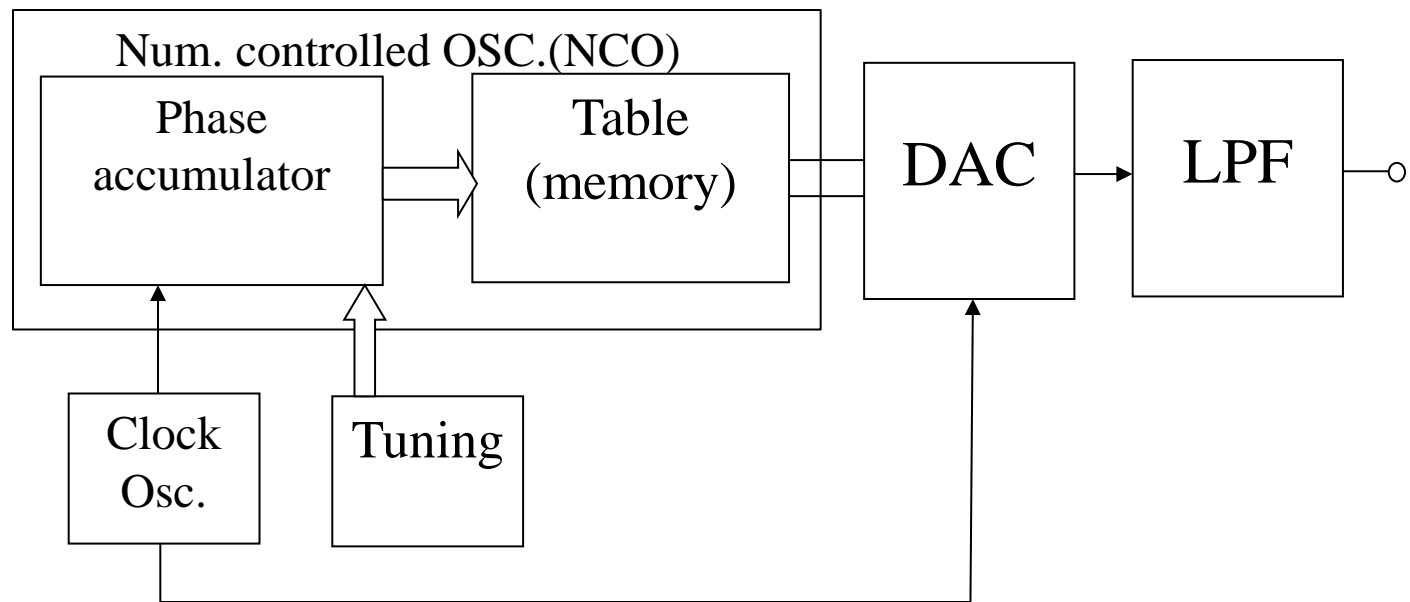 Num. controlled OSC.(NCO)
Phase
accumulator
Table
(memory)
DAC
LPF
Clock
Osc.
Tuning